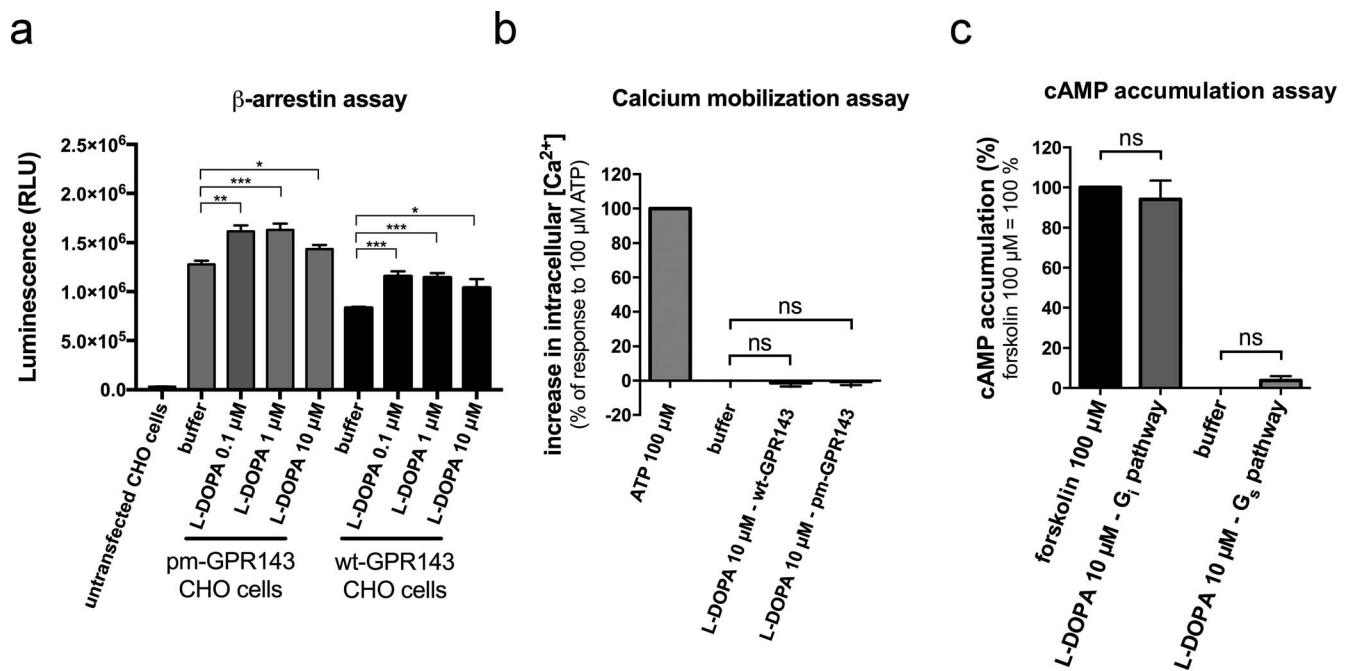 a
β-arrestin assay
Luminescence (RLU)
2.5×10⁶
2.0×10⁶
1.5×10⁶
1.0×10⁶
5.0×10⁵
0.0
*
***
**
*
***
***
untransfected CHO cells
buffer
L-DOPA 0.1 µM
L-DOPA 1 µM
L-DOPA 10 µM
buffer
L-DOPA 0.1 µM
L-DOPA 1 µM
L-DOPA 10 µM
pm-GPR143
CHO cells
wt-GPR143
CHO cells
b
Calcium mobilization assay
increase in intracellular [Ca²⁺]
(% of response to 100 µM ATP)
120
100
80
60
40
20
0
-20
ns
ns
ATP 100 µM
buffer
L-DOPA 10 µM - wt-GPR143
L-DOPA 10 µM - pm-GPR143
c
cAMP accumulation assay
cAMP accumulation (%)
forskolin 100 µM = 100 %
120
100
80
60
40
20
0
ns
ns
forskolin 100 µM
L-DOPA 10 µM - Gᵢ pathway
buffer
L-DOPA 10 µM - Gₛ pathway